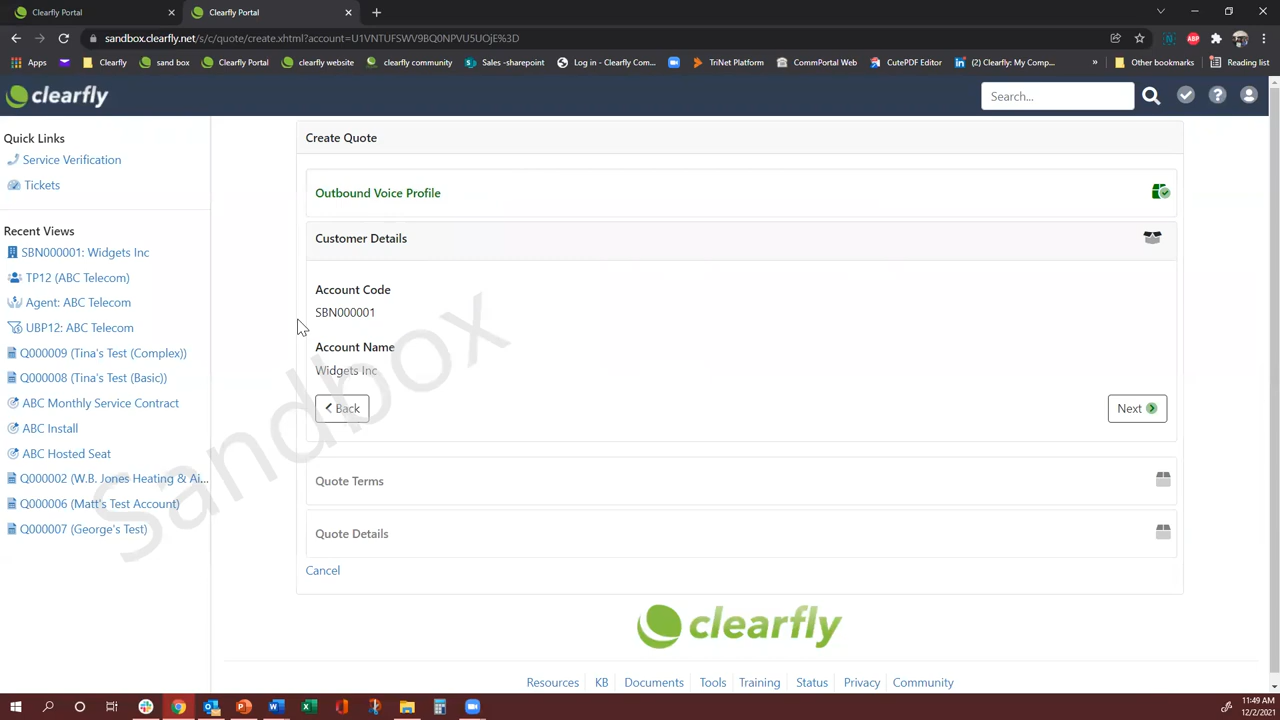 Clearfly Portal
Clearfly Portal
sandbox.clearfly.net/s/c/quote/create.xhtml?account=U1VNTUFSWV9BQ0NPVU5UOjE%3D
Apps
Clearfly
sand box
Clearfly Portal
clearfly website
clearfly community
Sales -sharepoint
Log in - Clearfly Com...
TriNet Platform
CommPortal Web
CutePDF Editor
(2) Clearfly: My Com...
»
Other bookmarks
Reading list
clearfly
Search...
Quick Links
Service Verification
Tickets
Recent Views
SBN000001: Widgets Inc
TP12 (ABC Telecom)
Agent: ABC Telecom
UBP12: ABC Telecom
Q000009 (Tina's Test (Complex))
Q000008 (Tina's Test (Basic))
ABC Monthly Service Contract
ABC Install
ABC Hosted Seat
Q000002 (W.B. Jones Heating & Ai...
Q000006 (Matt's Test Account)
Q000007 (George's Test)
Create Quote
Outbound Voice Profile
Customer Details
Account Code
SBN000001
Account Name
Widgets Inc
Back
Next
Quote Terms
Quote Details
Cancel
Sandbox
clearfly
Resources
KB
Documents
Tools
Training
Status
Privacy
Community
11:49 AM
12/2/2021